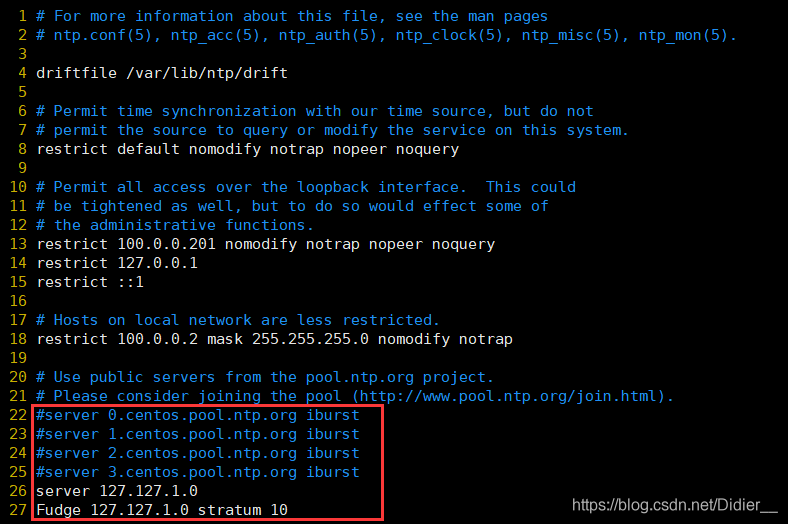 1 # For more information about this file, see the man pages
2 # ntp.conf(5), ntp_acc(5), ntp_auth(5), ntp_clock(5), ntp_misc(5), ntp_mon(5).
3
4 driftfile /var/lib/ntp/drift
5
6 # Permit time synchronization with our time source, but do not
7 # permit the source to query or modify the service on this system.
8 restrict default nomodify notrap nopeer noquery
9
10 # Permit all access over the loopback interface.  This could
11 # be tightened as well, but to do so would effect some of
12 # the administrative functions.
13 restrict 100.0.0.201 nomodify notrap nopeer noquery
14 restrict 127.0.0.1
15 restrict ::1
16
17 # Hosts on local network are less restricted.
18 restrict 100.0.0.2 mask 255.255.255.0 nomodify notrap
19
20 # Use public servers from the pool.ntp.org project.
21 # Please consider joining the pool (http://www.pool.ntp.org/join.html).
22 #server 0.centos.pool.ntp.org iburst
23 #server 1.centos.pool.ntp.org iburst
24 #server 2.centos.pool.ntp.org iburst
25 #server 3.centos.pool.ntp.org iburst
26 server 127.127.1.0
27 Fudge 127.127.1.0 stratum 10
https://blog.csdn.net/Didier__